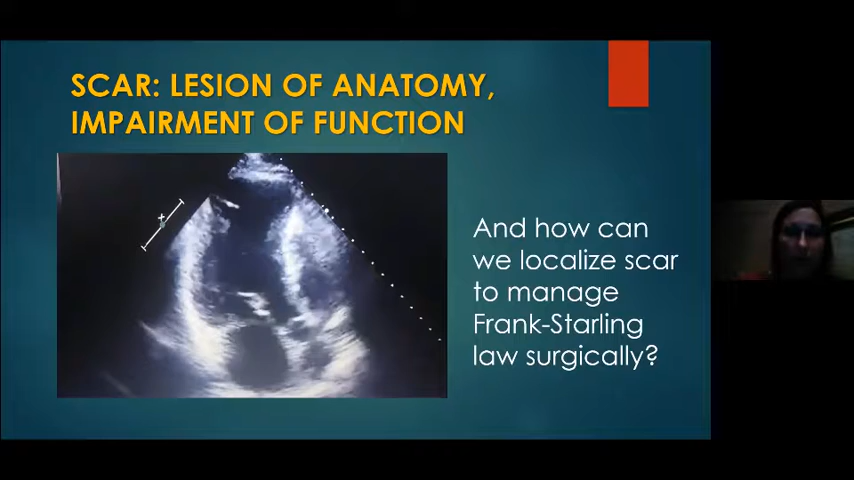 SCAR: LESION OF ANATOMY,
IMPAIRMENT OF FUNCTION
And how can
we localize scar
to manage
Frank-Starling
law surgically?